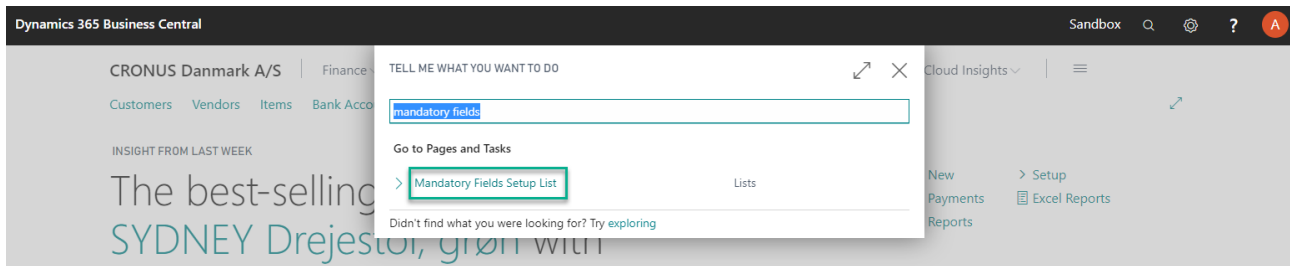 Dynamics 365 Business Central
Sandbox ? A
CRONUS Danmark A/S Finance
TELL ME WHAT YOU WANT TO DO
Cloud Insights
Customers Vendors Items Bank Acco
mandatory fields
INSIGHT FROM LAST WEEK
Go to Pages and Tasks
The best-selling
> Mandatory Fields Setup List Lists
New > Setup
Payments Excel Reports
Reports
Didn't find what you were looking for? Try exploring
SYDNEY Drejestol, grøn with